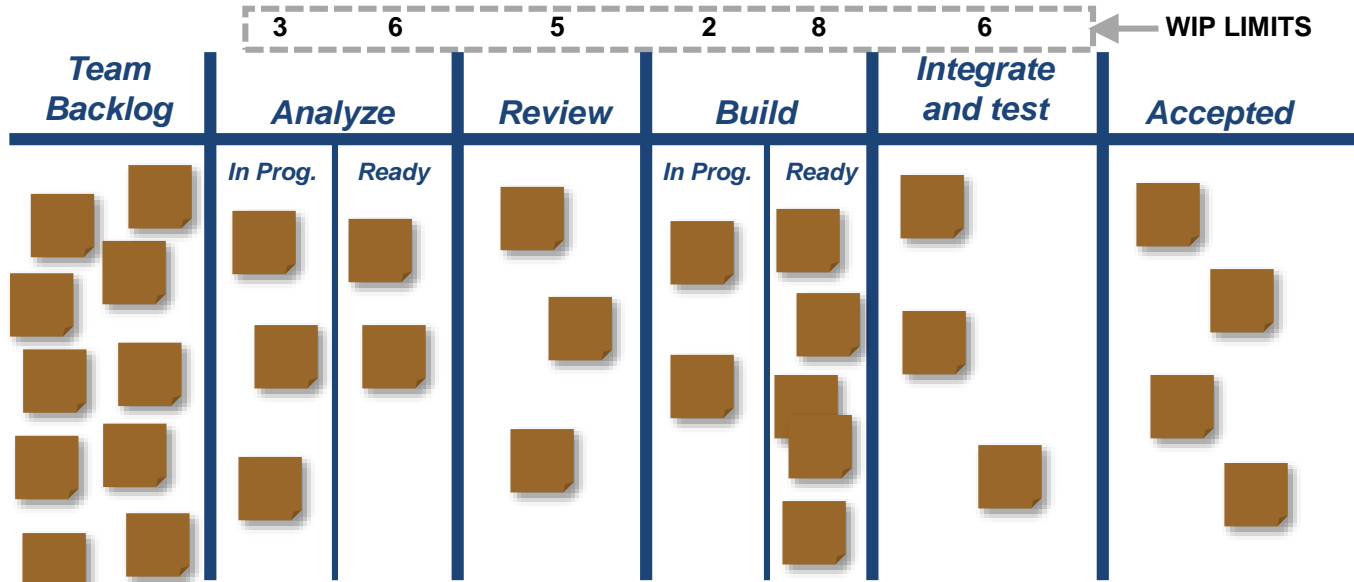 3 6 5 2 8 6 WIP LIMITS
Team Backlog
Analyze
Review
Build
Integrate and test
Accepted
In Prog. Ready In Prog. Ready